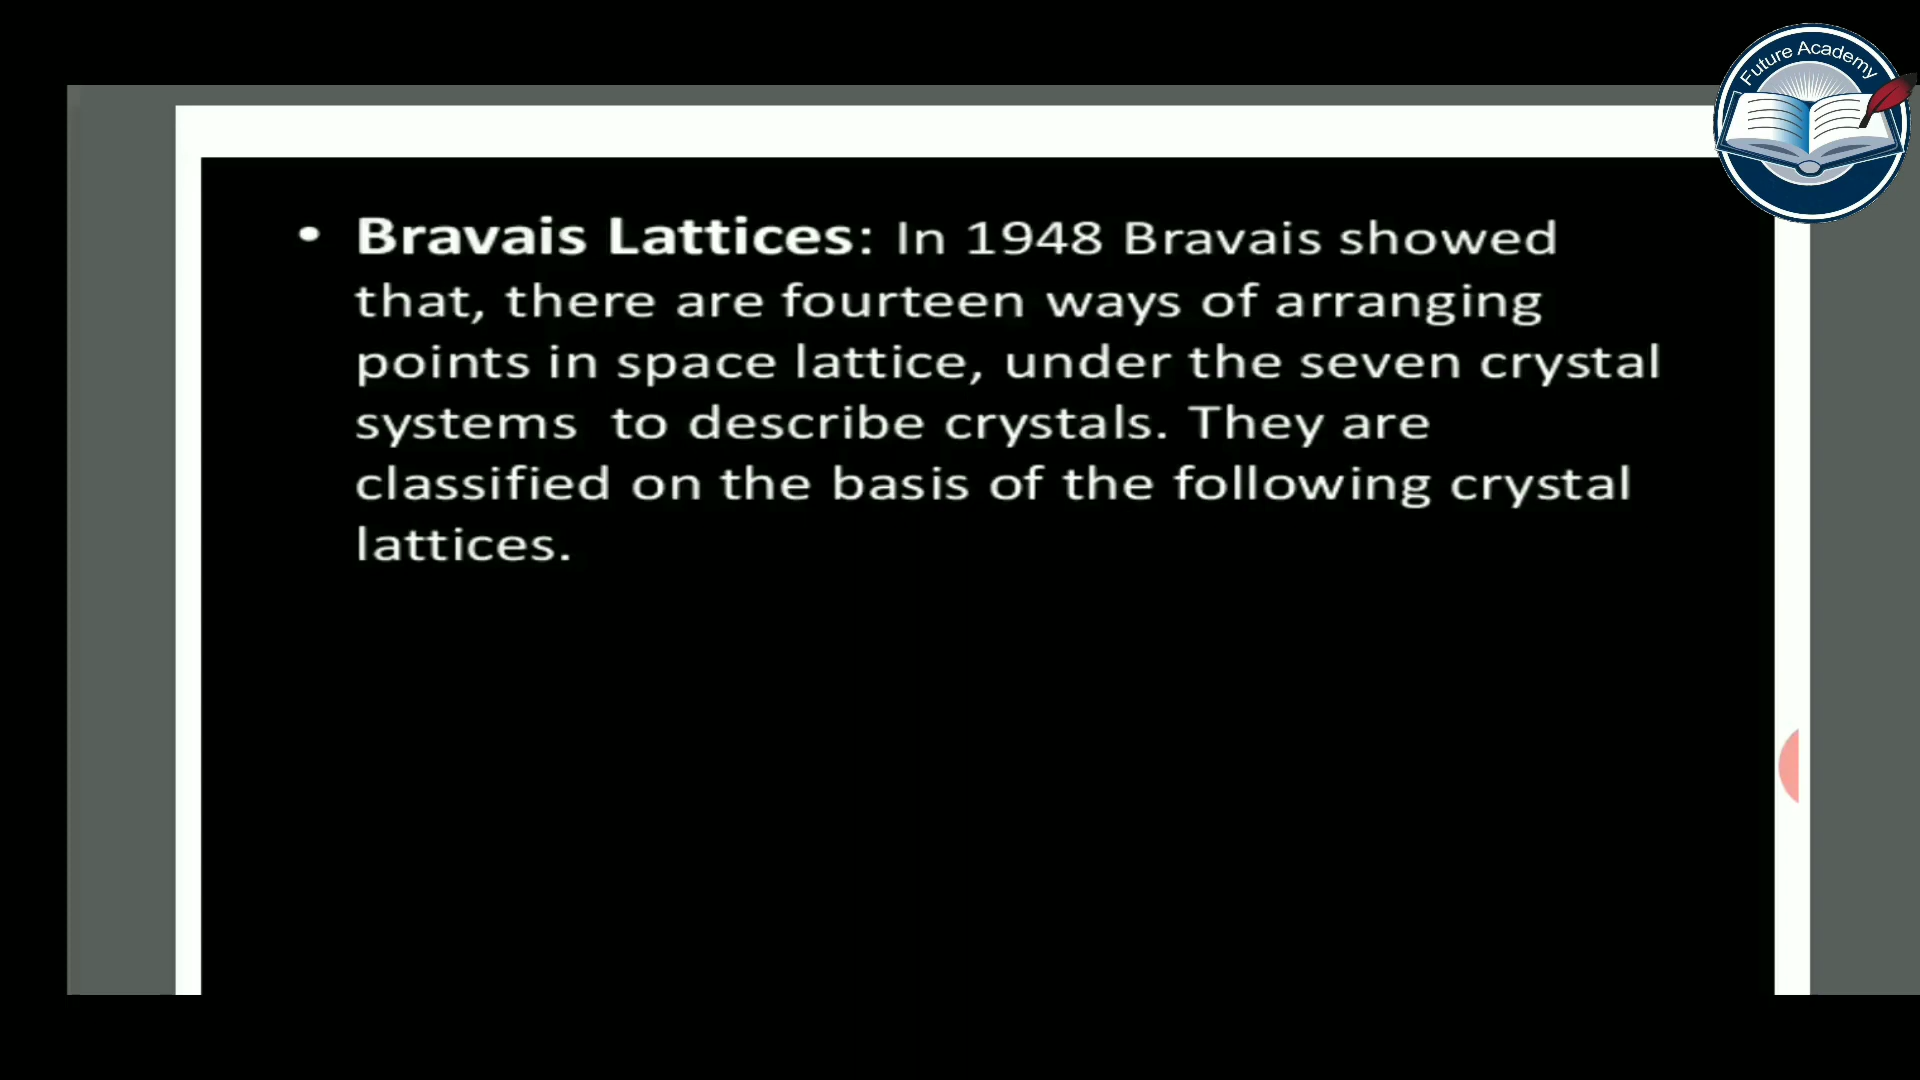 Future Academy
• Bravais Lattices: In 1948 Bravais showed
that, there are fourteen ways of arranging
points in space lattice, under the seven crystal
systems to describe crystals. They are
classified on the basis of the following crystal
lattices.